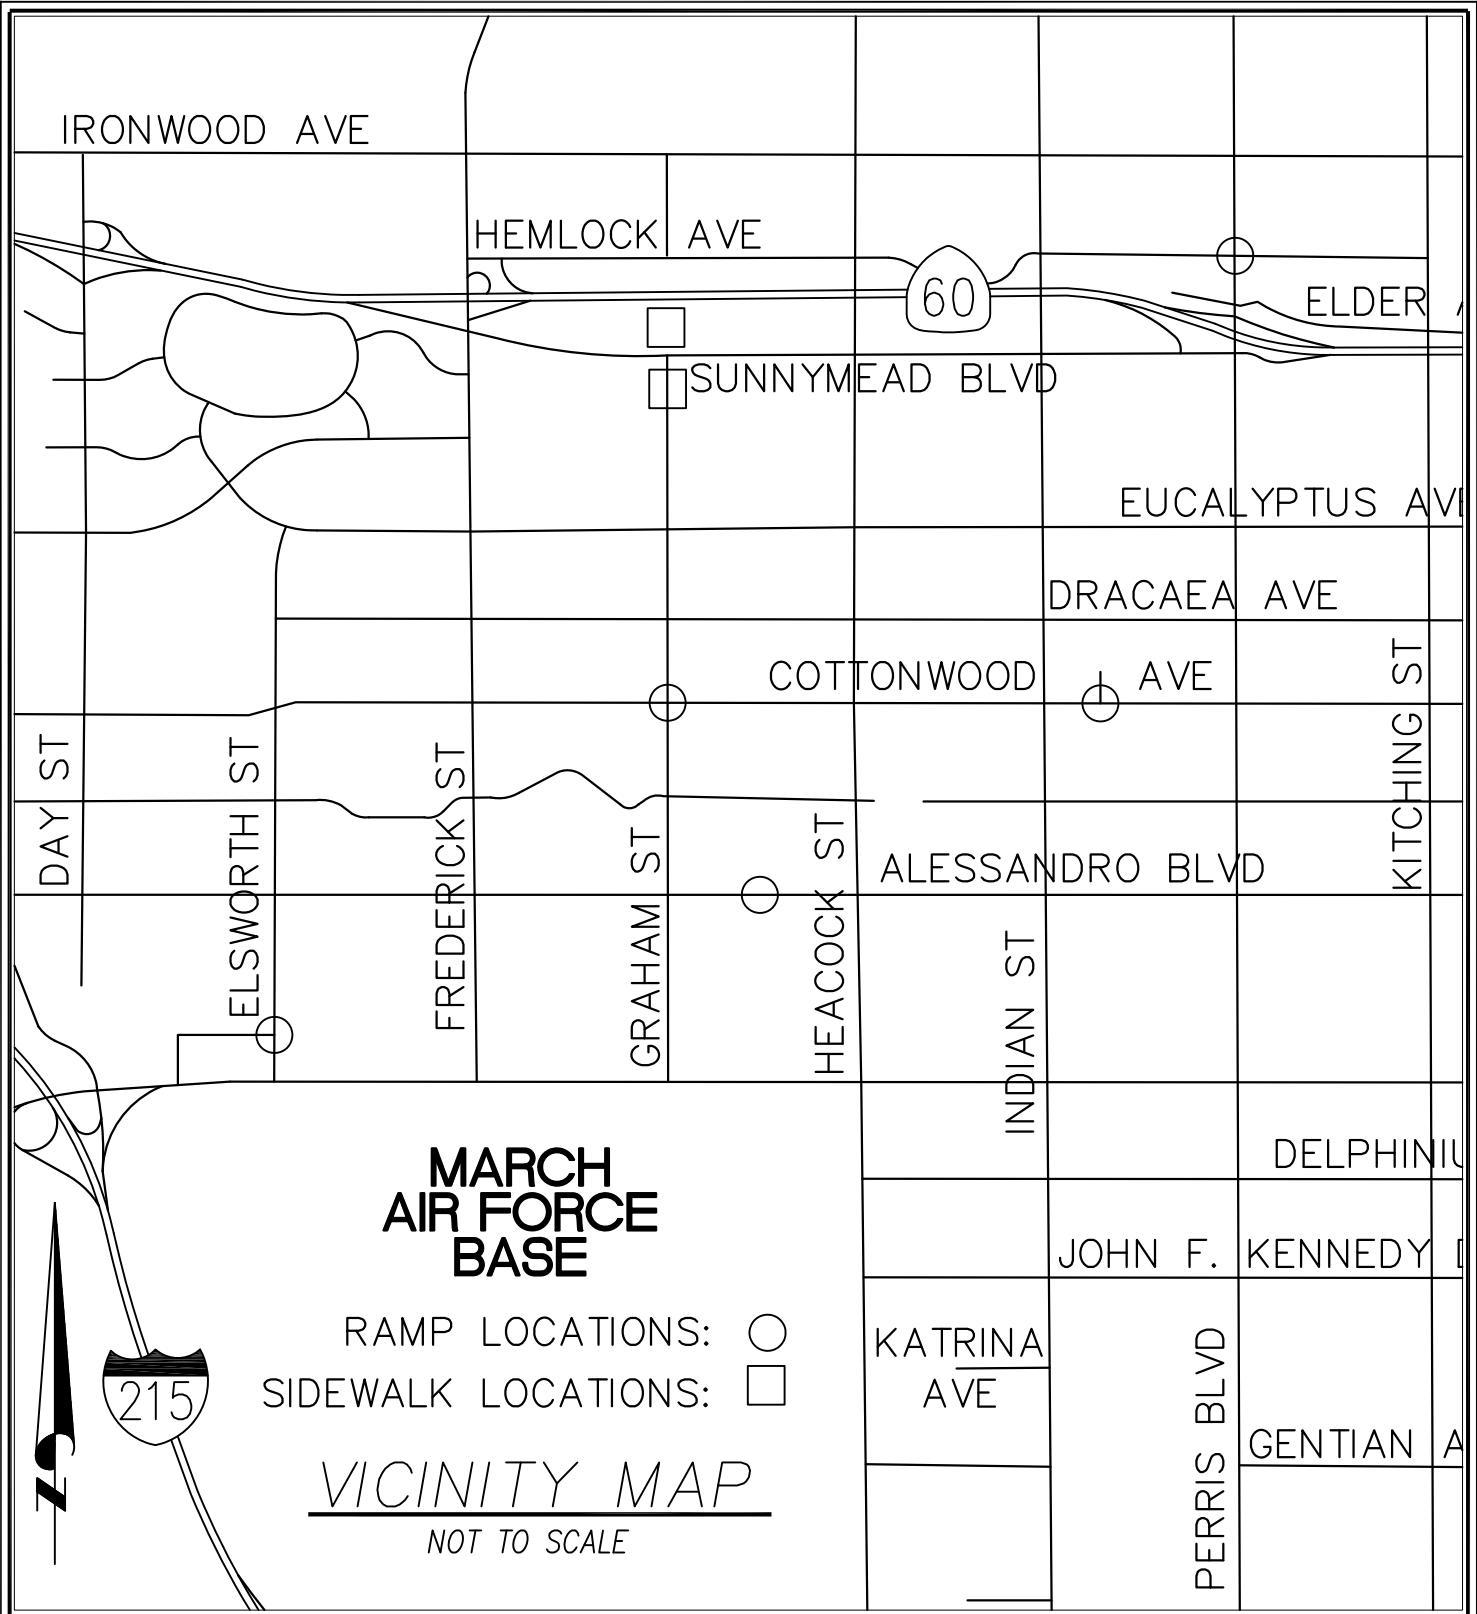 IRONWOOD AVE
HEMLOCK AVE
60
ELDER
SUNNYMEAD BLVD
EUCALYPTUS AVE
DRACAEA AVE
COTTONWOOD AVE
KITCHING ST
DAY ST
ELSWORTH ST
FREDERICK ST
GRAHAM ST
HEACOCK ST
ALESSANDRO BLVD
INDIAN ST
DELPHINIU
MARCH
AIR FORCE
BASE
JOHN F. KENNEDY D
RAMP LOCATIONS:
KATRINA
AVE
PERRIS BLVD
215
SIDEWALK LOCATIONS:
GENTIAN A
VICINITY MAP
NOT TO SCALE
N